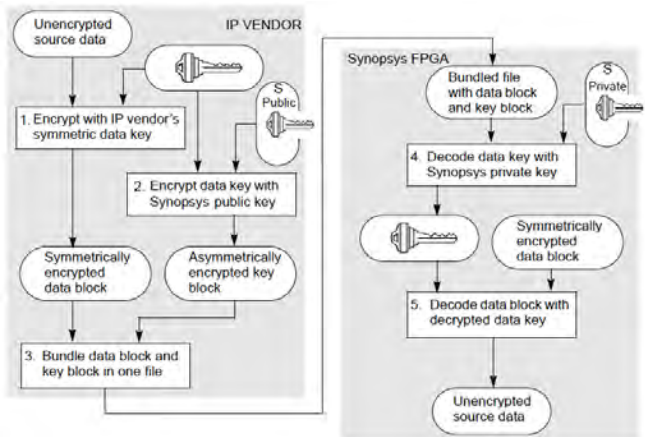 IP VENDOR
Unencrypted
source data
S
Public
1. Encrypt with IP vendor's
symmetric data key
2. Encrypt data key with
Synopsys public key
Symmetrically
encrypted
data block
Asymmetrically
encrypted key
block
3. Bundle data block and
key block in one file
Synopsys FPGA
Bundled file
with data block
and key block
S
Private
4. Decode data key with
Synopsys private key
Symmetrically
encrypted
data block
5. Decode data block with
decrypted data key
Unencrypted
source data